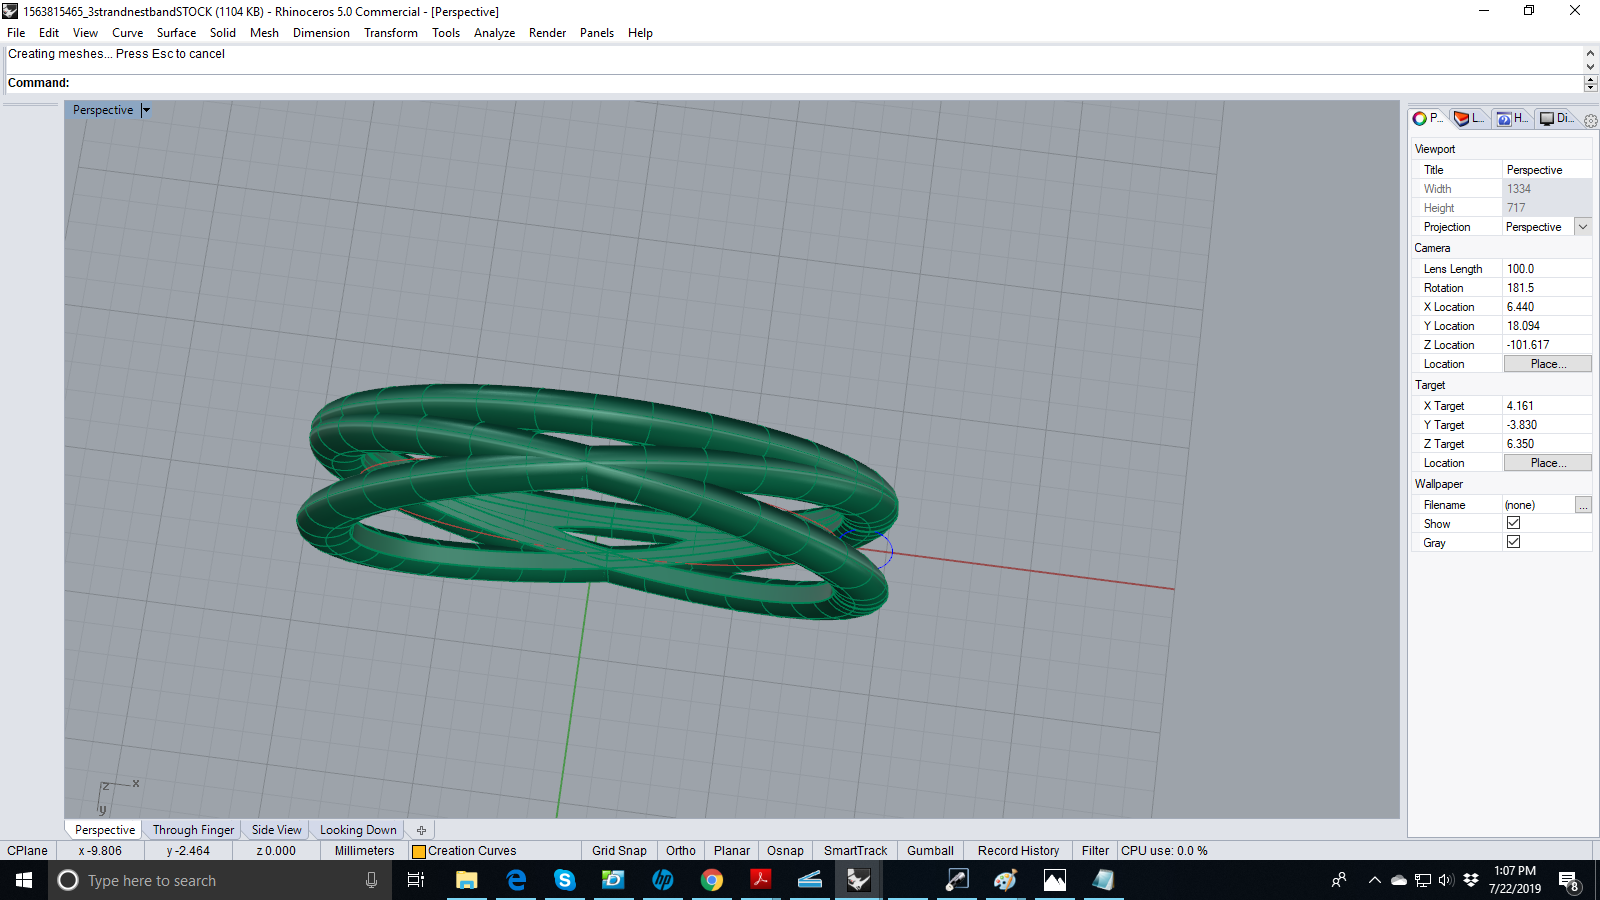 1563815465_3strandnestbandSTOCK (1104 KB) - Rhinoceros 5.0 Commercial - [Perspective]
File Edit View Curve Surface Solid Mesh Dimension Transform Tools Analyze Render Panels Help
Creating meshes... Press Esc to cancel
Command:
Perspective
P... L... H... Di...
Viewport
Title Perspective
Width 1334
Height 717
Projection Perspective
Camera
Lens Length 100.0
Rotation 181.5
X Location 6.440
Y Location 18.094
Z Location -101.617
Location Place...
Target
X Target 4.161
Y Target -3.830
Z Target 6.350
Location Place...
Wallpaper
Filename (none) ...
Show
Gray
z x
y
Perspective Through Finger Side View Looking Down
CPlane x -9.806 y -2.464 z 0.000 Millimeters Creation Curves Grid Snap Ortho Planar Osnap SmartTrack Gumball Record History Filter CPU use: 0.0 %
Type here to search
hp
1:07 PM
7/22/2019
8